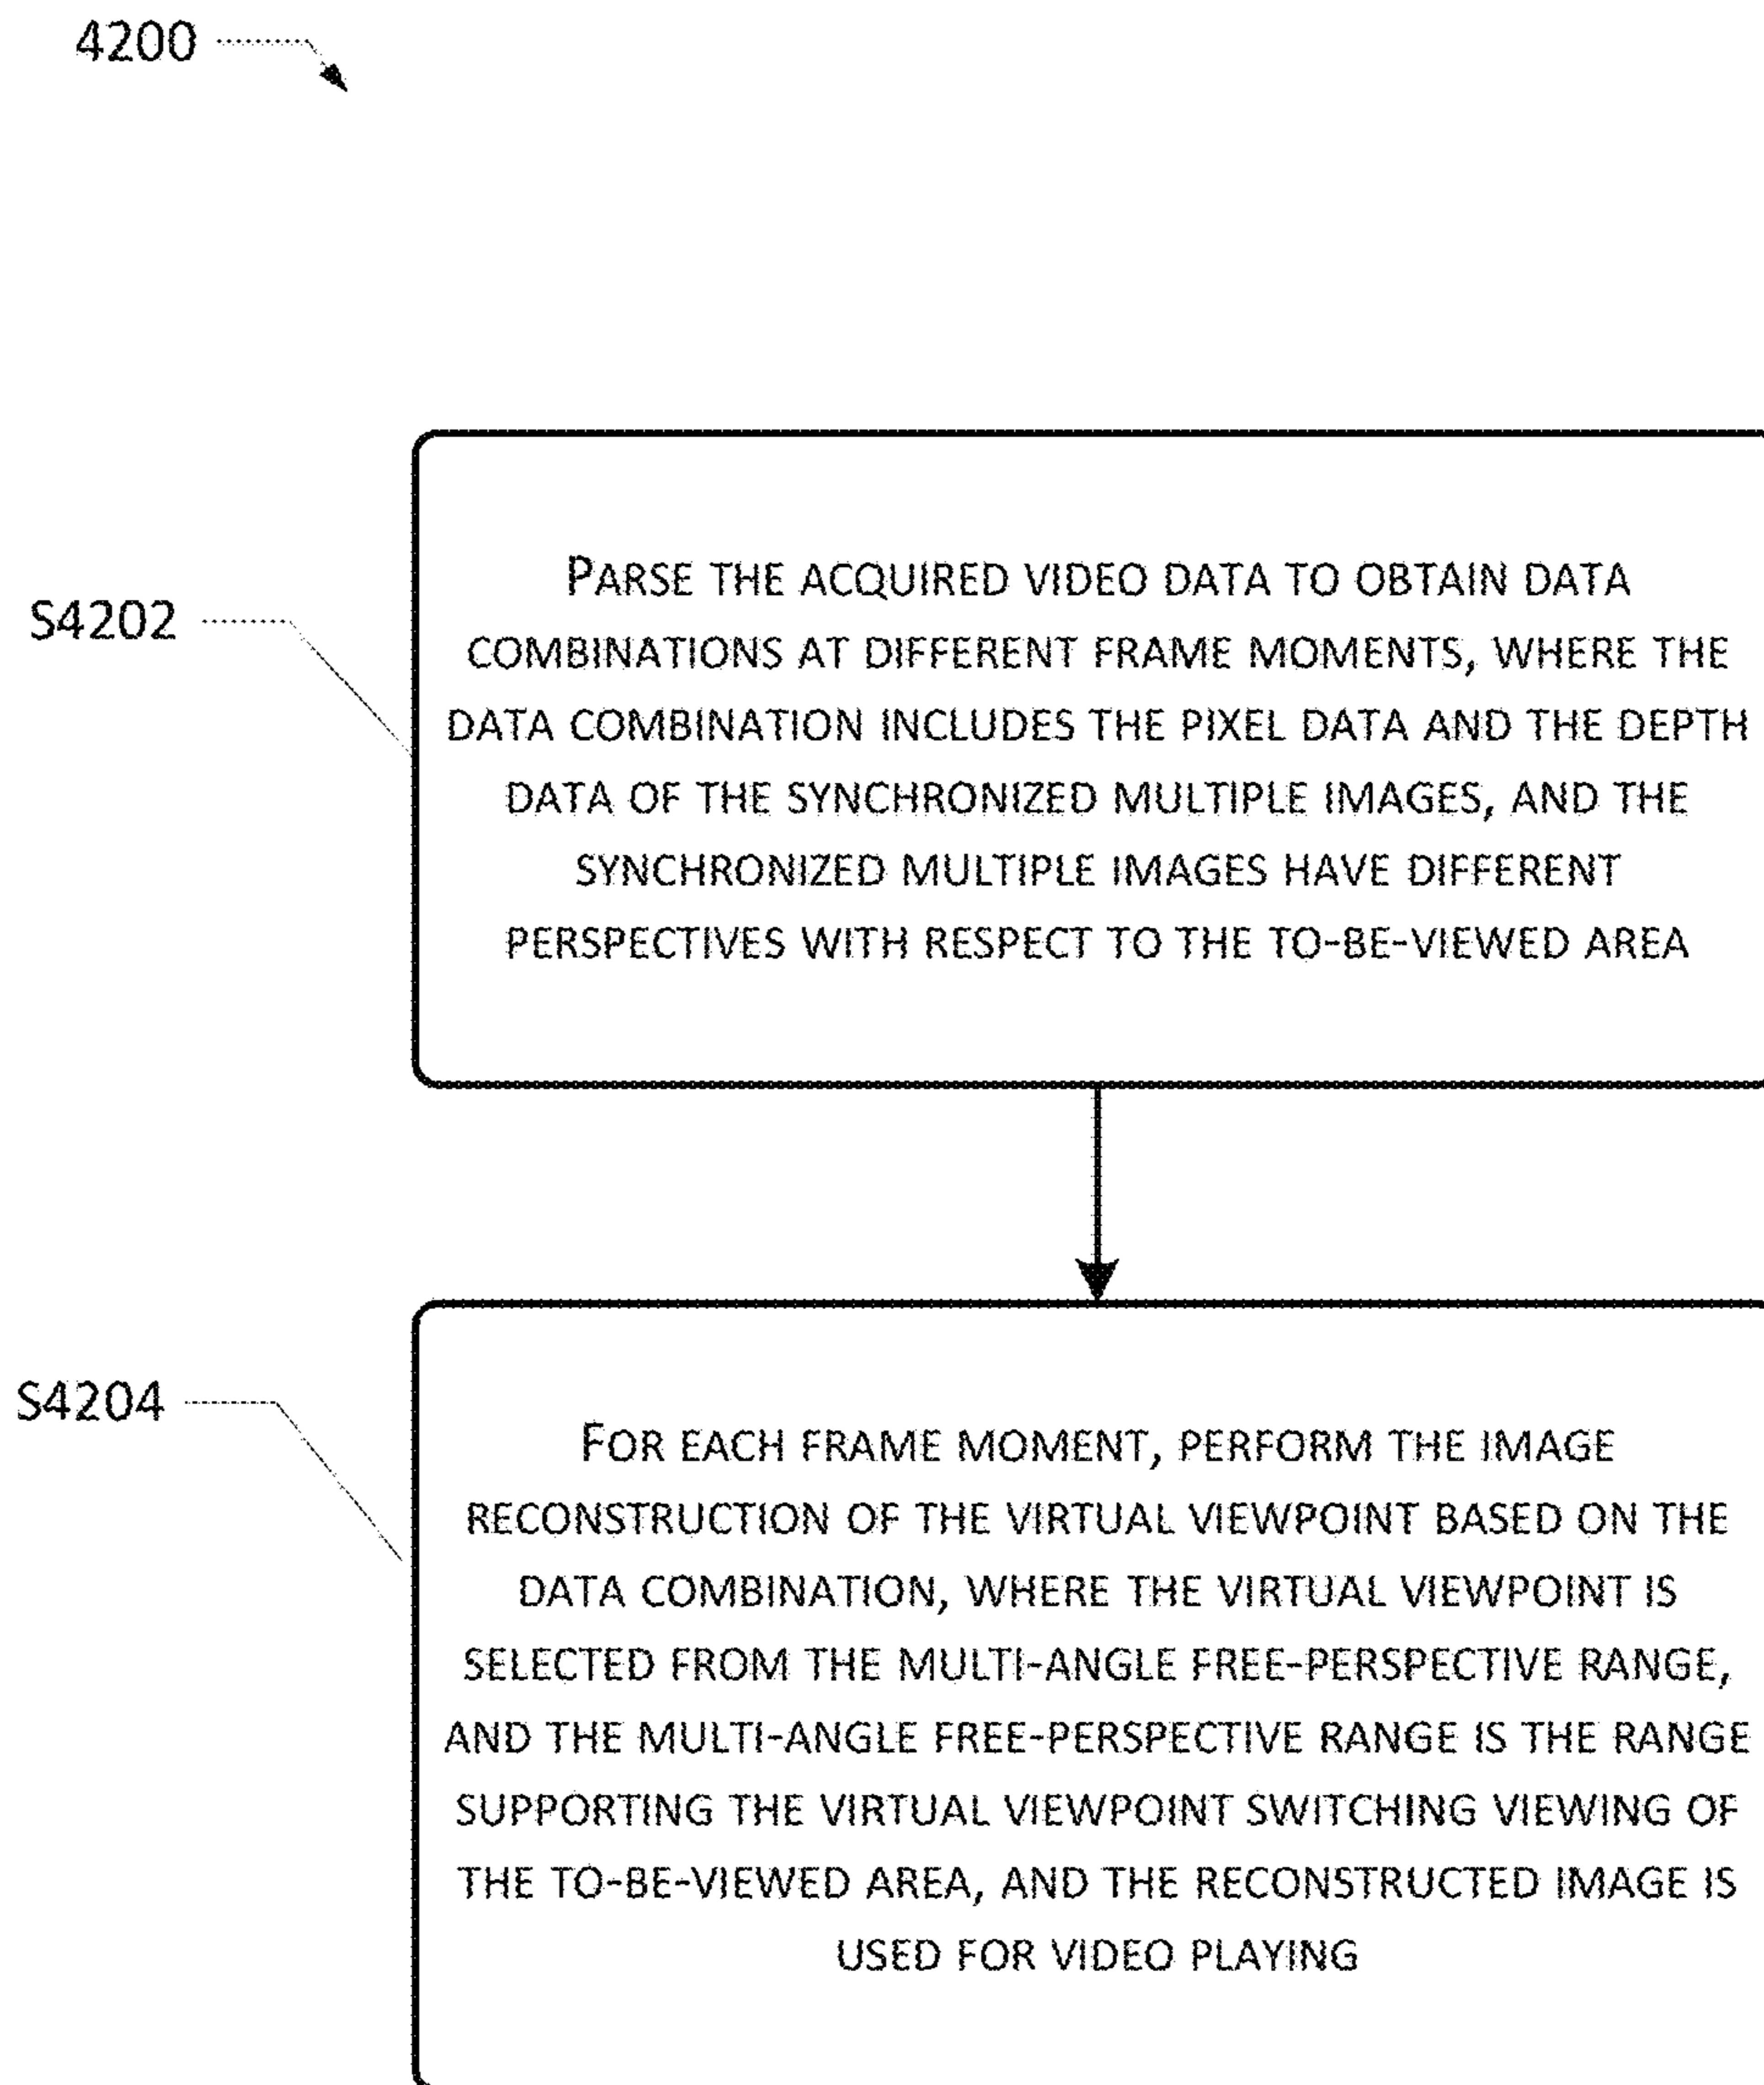 4200
S4202
PARSE THE ACQUIRED VIDEO DATA TO OBTAIN DATA
COMBINATIONS AT DIFFERENT FRAME MOMENTS, WHERE THE
DATA COMBINATION INCLUDES THE PIXEL DATA AND THE DEPTH
DATA OF THE SYNCHRONIZED MULTIPLE IMAGES, AND THE
SYNCHRONIZED MULTIPLE IMAGES HAVE DIFFERENT
PERSPECTIVES WITH RESPECT TO THE TO-BE-VIEWED AREA
S4204
FOR EACH FRAME MOMENT, PERFORM THE IMAGE
RECONSTRUCTION OF THE VIRTUAL VIEWPOINT BASED ON THE
DATA COMBINATION, WHERE THE VIRTUAL VIEWPOINT IS
SELECTED FROM THE MULTI-ANGLE FREE-PERSPECTIVE RANGE,
AND THE MULTI-ANGLE FREE-PERSPECTIVE RANGE IS THE RANGE
SUPPORTING THE VIRTUAL VIEWPOINT SWITCHING VIEWING OF
THE TO-BE-VIEWED AREA, AND THE RECONSTRUCTED IMAGE IS
USED FOR VIDEO PLAYING